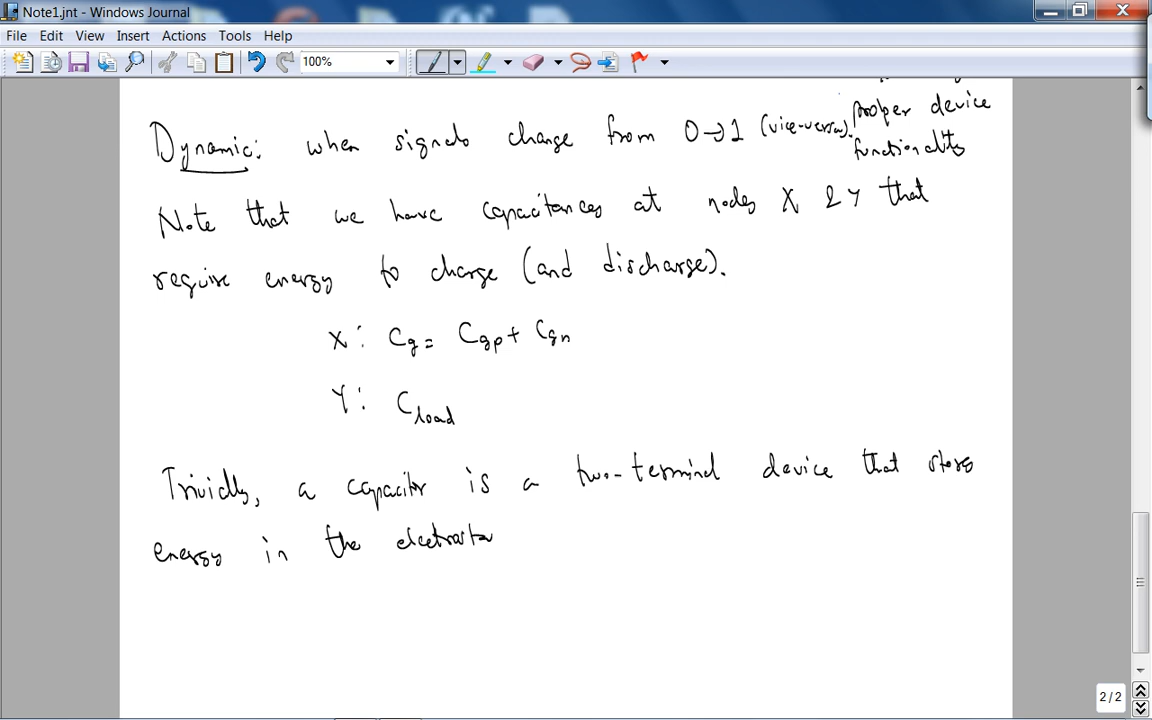 Note1.jnt - Windows Journal
File Edit View Insert Actions Tools Help
100%
proper device
Dynamic: when signals change from 0→1 (vice-versa).
functionality
Note that we have capacitances at nodes X & Y that
require energy to charge (and discharge).
X: Cg = Cgp + Cgn
Y: Cload
Trivially, a capacitor is a two-terminal device that stores
energy in the electrosta
2 / 2